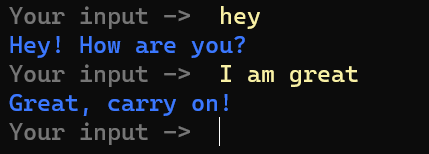 Your input -> hey
Hey! How are you?
Your input -> I am great
Great, carry on!
Your input ->